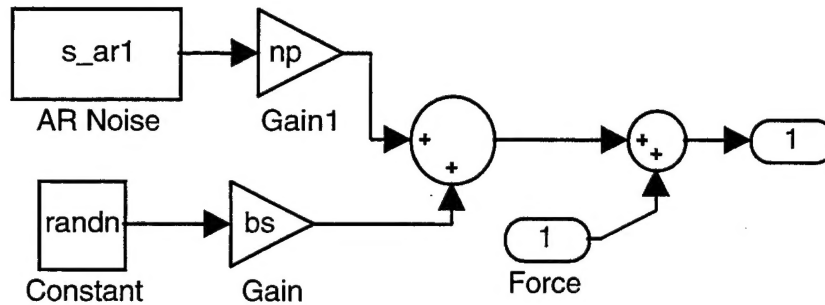 s_ar1
np
AR Noise
Gain1
+
+
+
+
1
randn
bs
1
Constant
Gain
Force